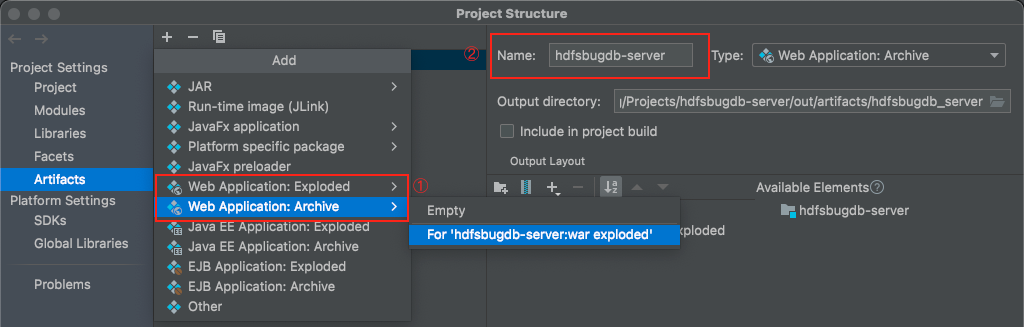 Project Structure
Project Settings
Project
Modules
Libraries
Facets
Artifacts
Platform Settings
SDKs
Global Libraries
Problems
Add
JAR
Run-time image (JLink)
JavaFx application
Platform specific package
JavaFx preloader
Web Application: Exploded
①
Web Application: Archive
Java EE Application: Exploded
Java EE Application: Archive
EJB Application: Exploded
EJB Application: Archive
Other
Empty
For 'hdfsbugdb-server:war exploded'
②
Name: hdfsbugdb-server
Type: Web Application: Archive
Output directory: /Projects/hdfsbugdb-server/out/artifacts/hdfsbugdb_server
Include in project build
Output Layout
Available Elements ?
hdfsbugdb-server
xploded